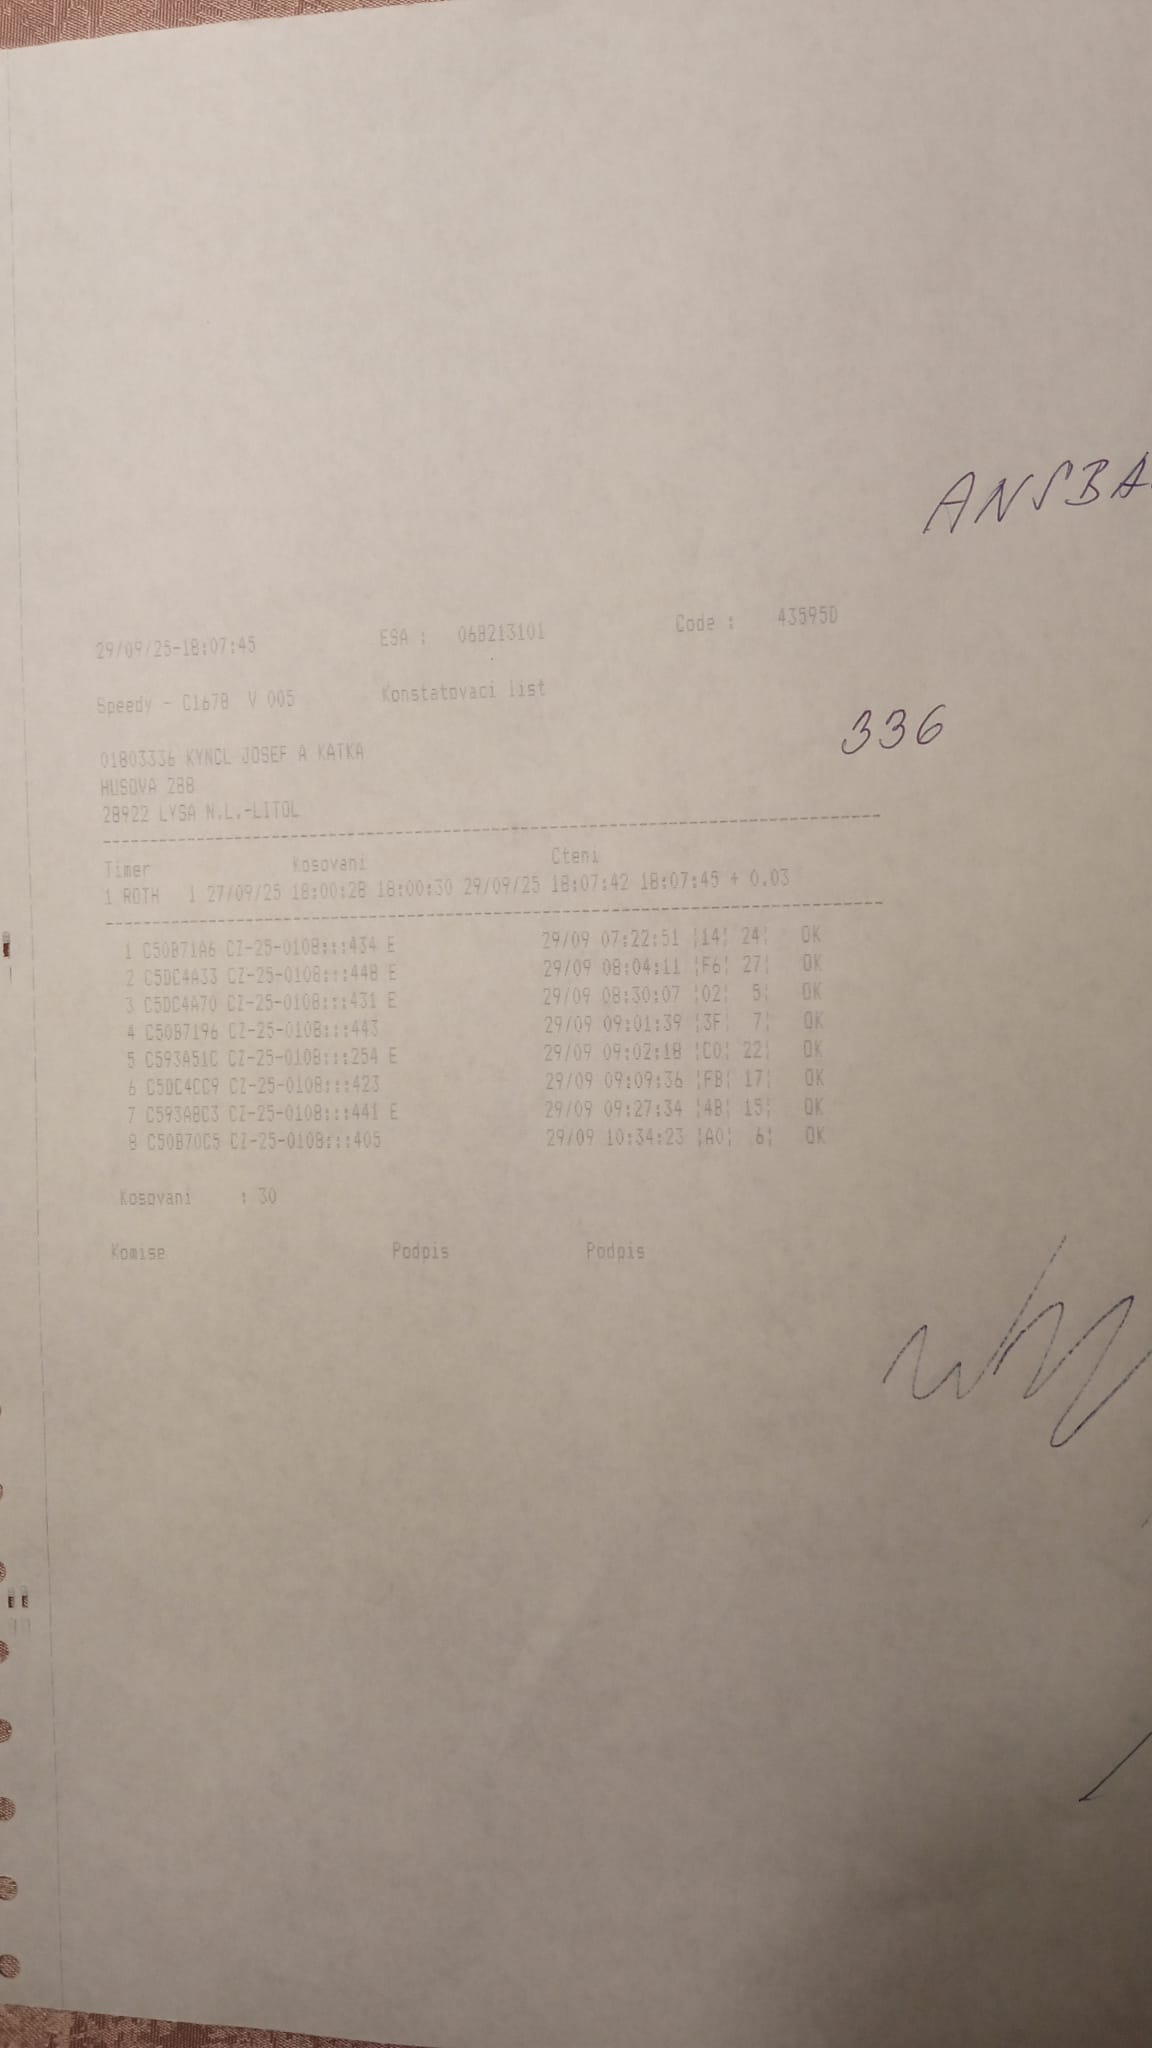 ANSBA
29/09/25-18:07:45 ESA : 06B213101 Code : 43595D
Speedy - C1678 V 005 Konstatovaci list
336
01803336 KYNCL JOSEF A KATKA
HUSOVA 288
28922 LYSA N.L.-LITOL
Timer Kosovani Cteni
1 ROTH 1 27/09/25 18:00:28 18:00:30 29/09/25 18:07:42 18:07:45 + 0.03
1 C50B71A6 CZ-25-0108:::434 E 29/09 07:22:51 |14| 24| OK
2 C5DC4A33 CZ-25-0108:::448 E 29/09 08:04:11 |F6| 27| OK
3 C5DC4A70 CZ-25-0108:::431 E 29/09 08:30:07 |02| 5| OK
4 C50B7196 CZ-25-0108:::443 29/09 09:01:39 |3F| 7| OK
5 C593A51C CZ-25-0108:::254 E 29/09 09:02:18 |C0| 22| OK
6 C5DC4CC9 CZ-25-0108:::423 29/09 09:09:36 |FB| 17| OK
7 C593A8C3 CZ-25-0108:::441 E 29/09 09:27:34 |4B| 15| OK
8 C50B70C5 CZ-25-0108:::405 29/09 10:34:23 |A0| 6| OK
Kosovani : 30
Komise Podpis Podpis